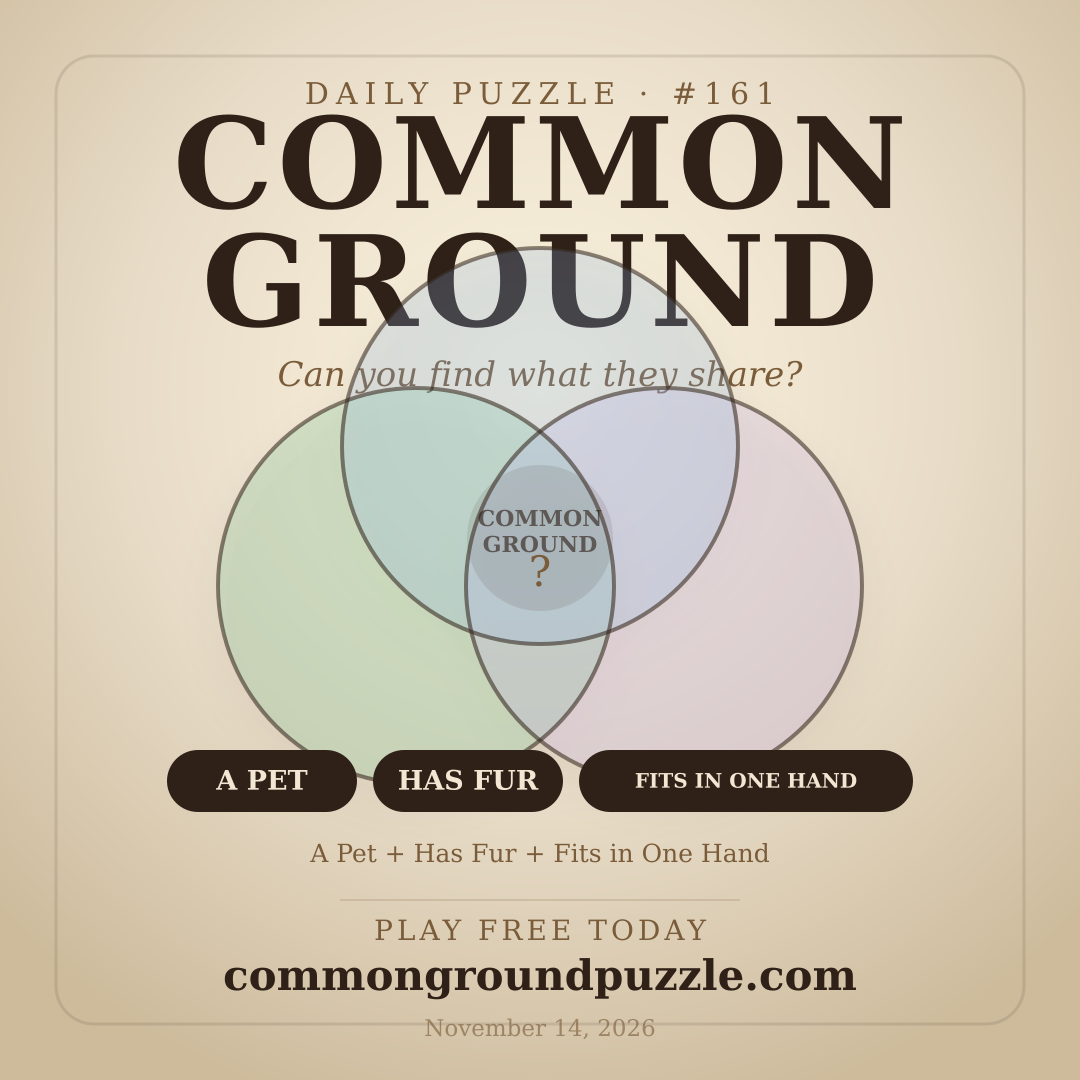 DAILY PUZZLE · #161
COMMON
GROUND
Can you find what they share?
COMMON
GROUND
?
A PET
HAS FUR
FITS IN ONE HAND
A Pet + Has Fur + Fits in One Hand
PLAY FREE TODAY
commongroundpuzzle.com
November 14, 2026